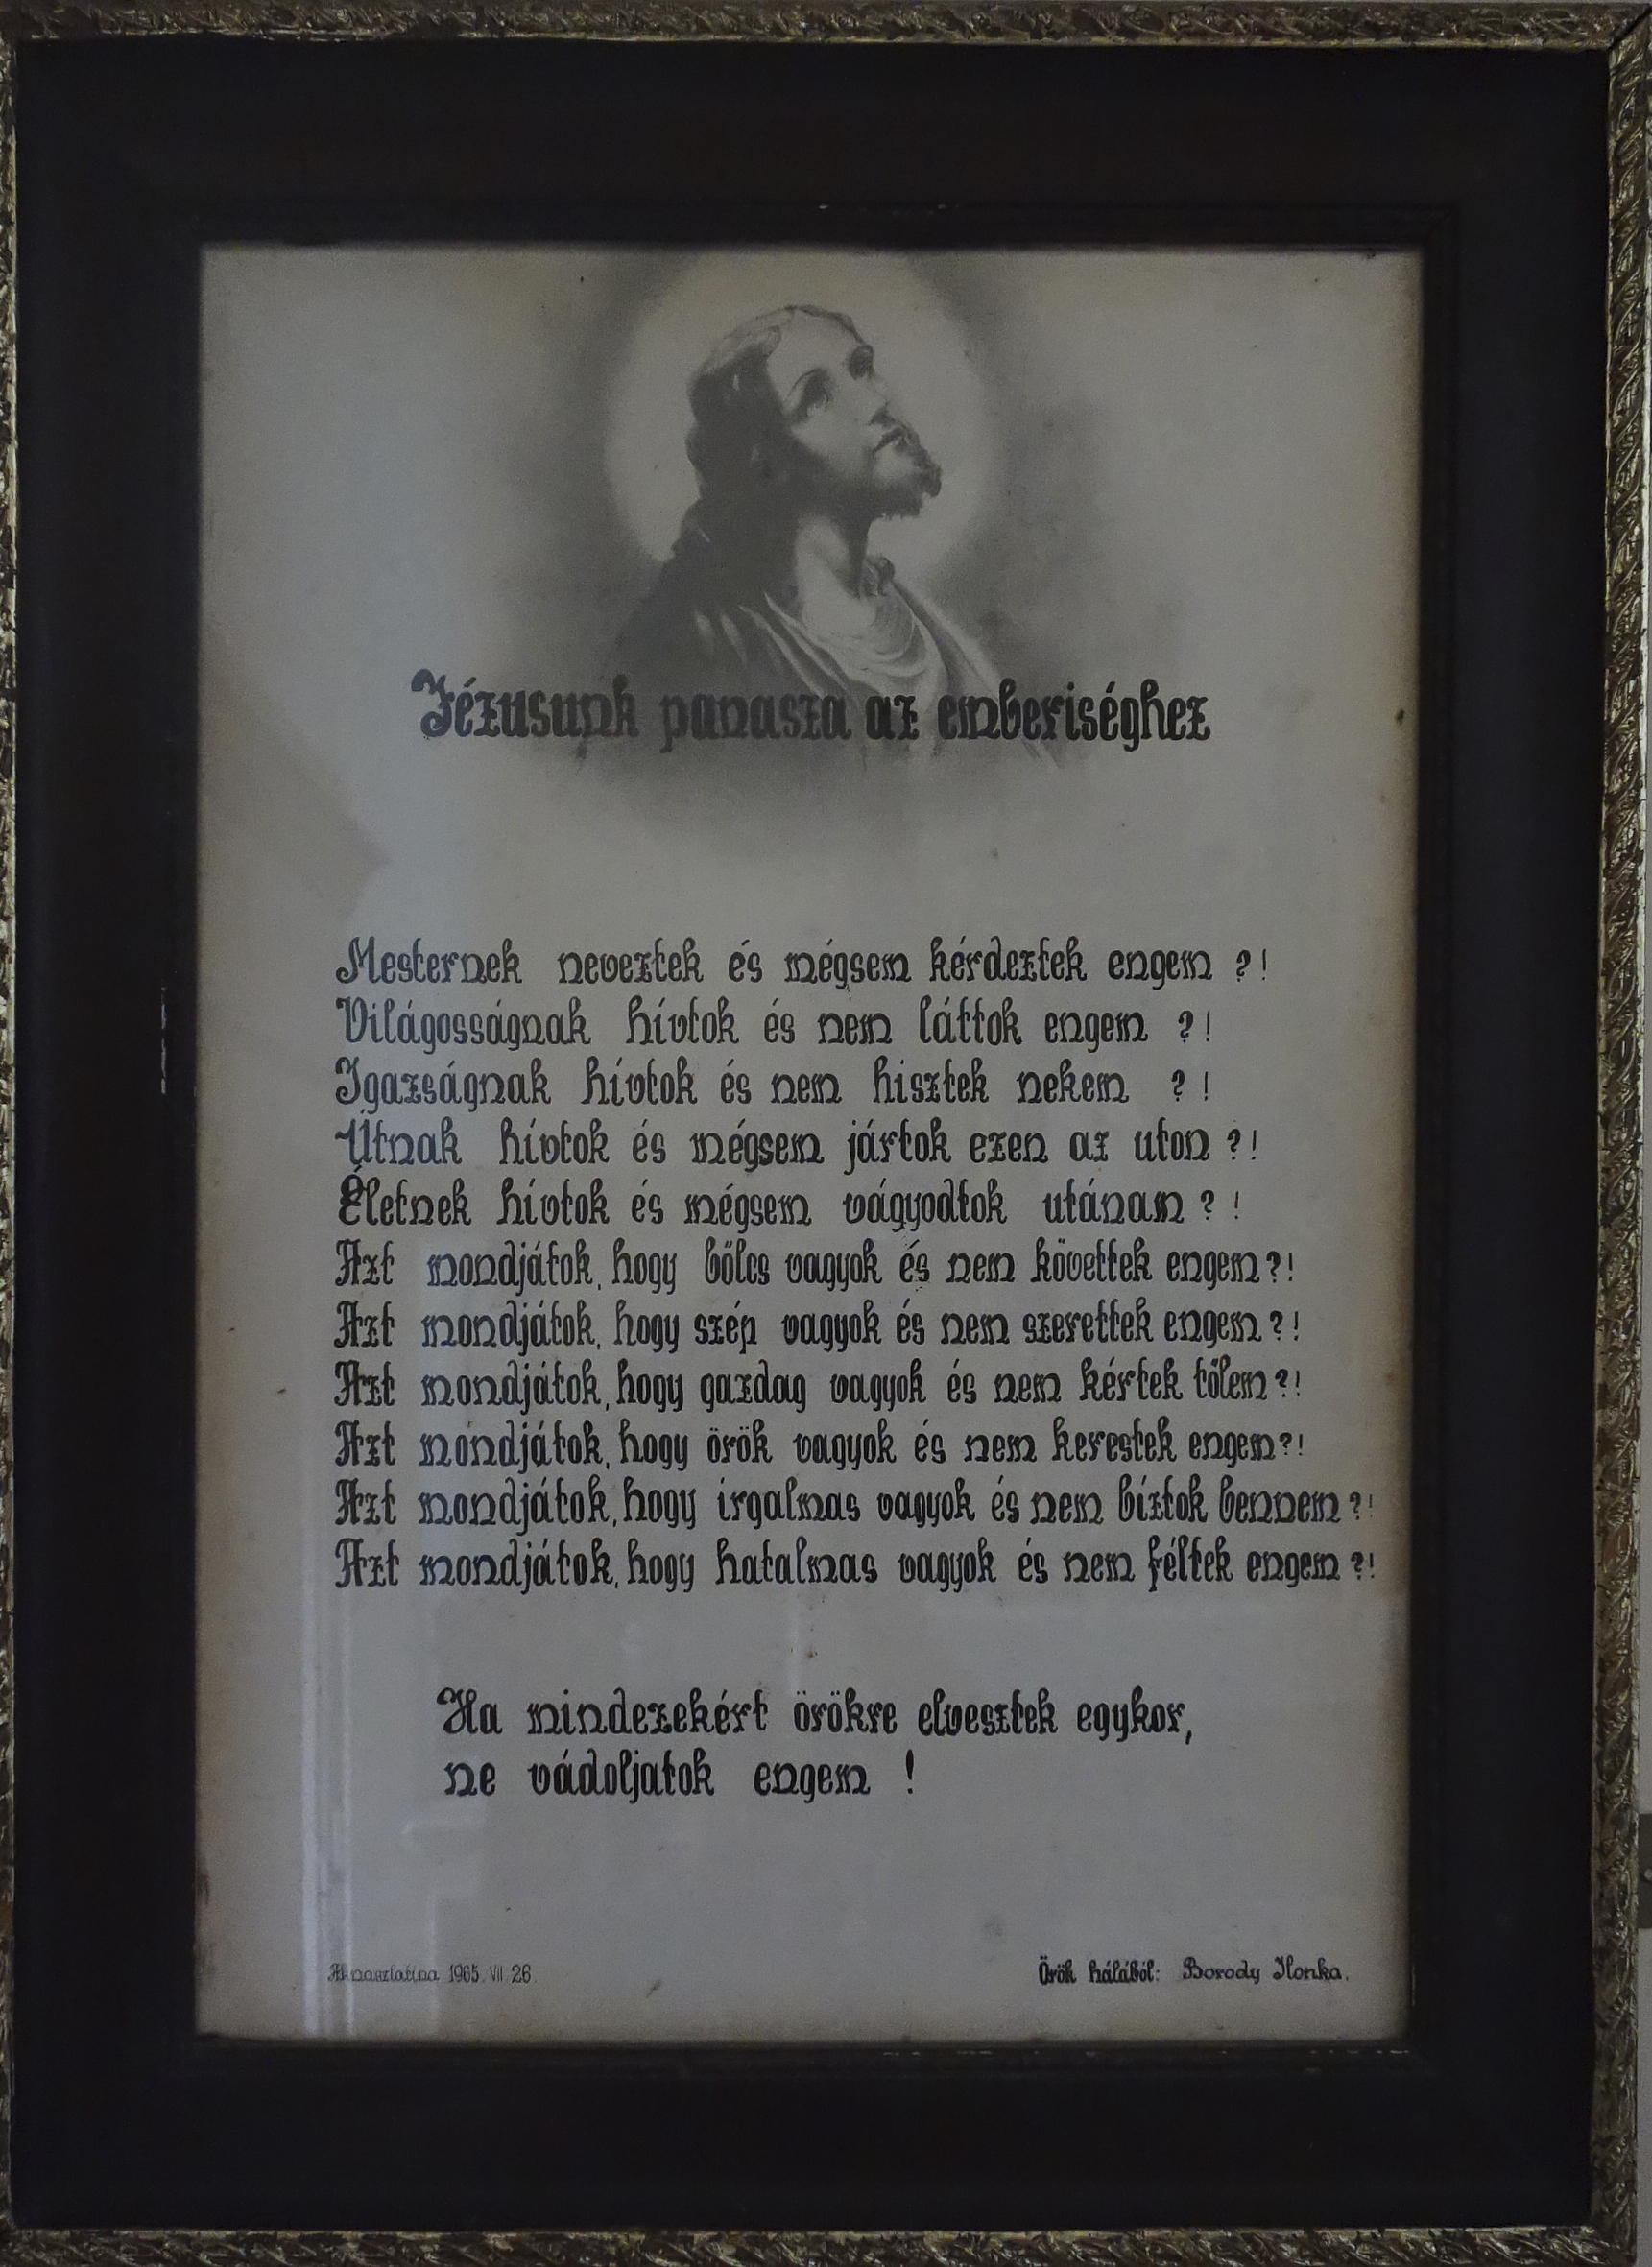 Jézusunk panasza az emberiséghez
Mesternek neveztek és mégsem kérdeztek engem ?!
Világosságnak hívtok és nem láttok engem ?!
Igazságnak hívtok és nem hisztek nekem ?!
Útnak hívtok és mégsem jártok ezen az uton ?!
Életnek hívtok és mégsem vágyodtok utánam ?!
Azt mondjátok, hogy bőlcs vagyok és nem követtek engem ?!
Azt mondjátok, hogy szép vagyok és nem szerettek engem ?!
Azt mondjátok, hogy gazdag vagyok és nem kértek tőlem ?!
Azt mondjátok, hogy örök vagyok és nem kerestek engem ?!
Azt mondjátok, hogy irgalmas vagyok és nem bíztok bennem ?!
Azt mondjátok, hogy hatalmas vagyok és nem féltek engem ?!
Ha mindezekért örökre elvesztek egykor,
ne vádoljatok engem !
Aknaszlatina 1965. VII. 26.
Örök hálából: Borody Ilonka.